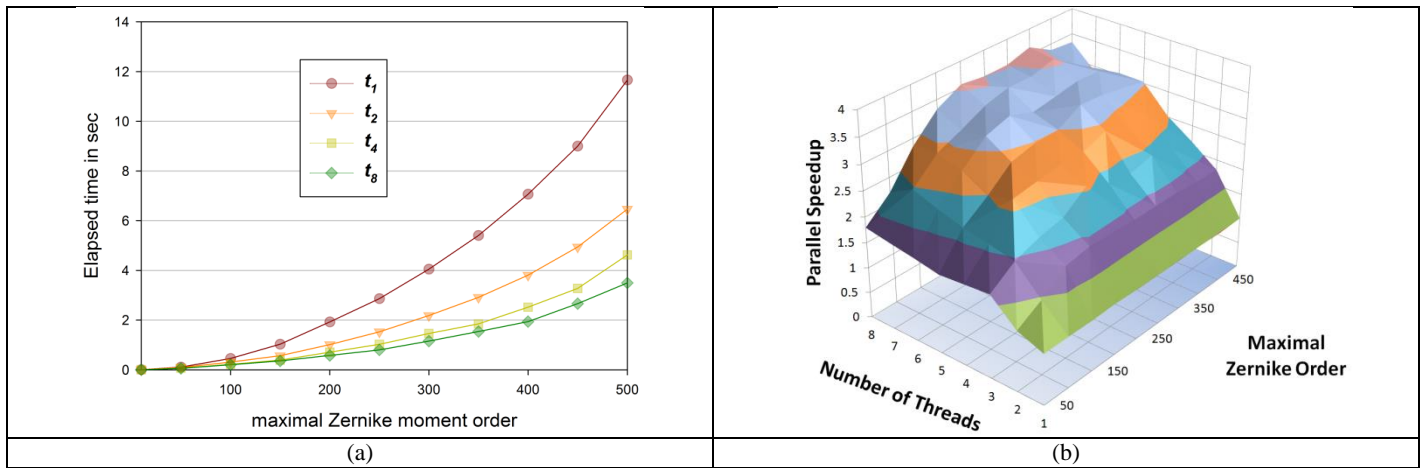 14
12
10
8
6
4
2
0
Elapsed time in sec
t1
t2
t4
t8
100 200 300 400 500
maximal Zernike moment order
(a)
4
3.5
3
2.5
2
1.5
1
0.5
0
Parallel Speedup
8 7 6 5 4 3 2 1
Number of Threads
50 150 250 350 450
Maximal
Zernike Order
(b)